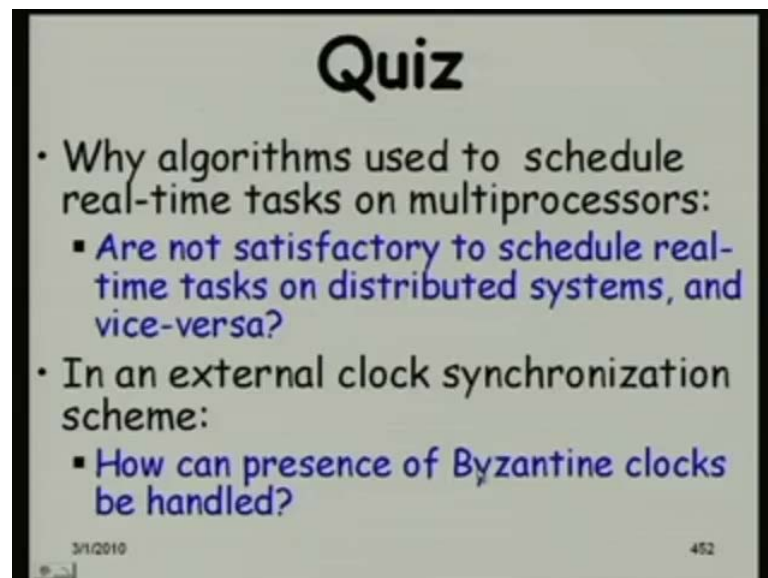 Quiz
• Why algorithms used to schedule
real-time tasks on multiprocessors:
▪ Are not satisfactory to schedule real-
time tasks on distributed systems, and
vice-versa?
• In an external clock synchronization
scheme:
▪ How can presence of Byzantine clocks
be handled?
3/1/2010
452